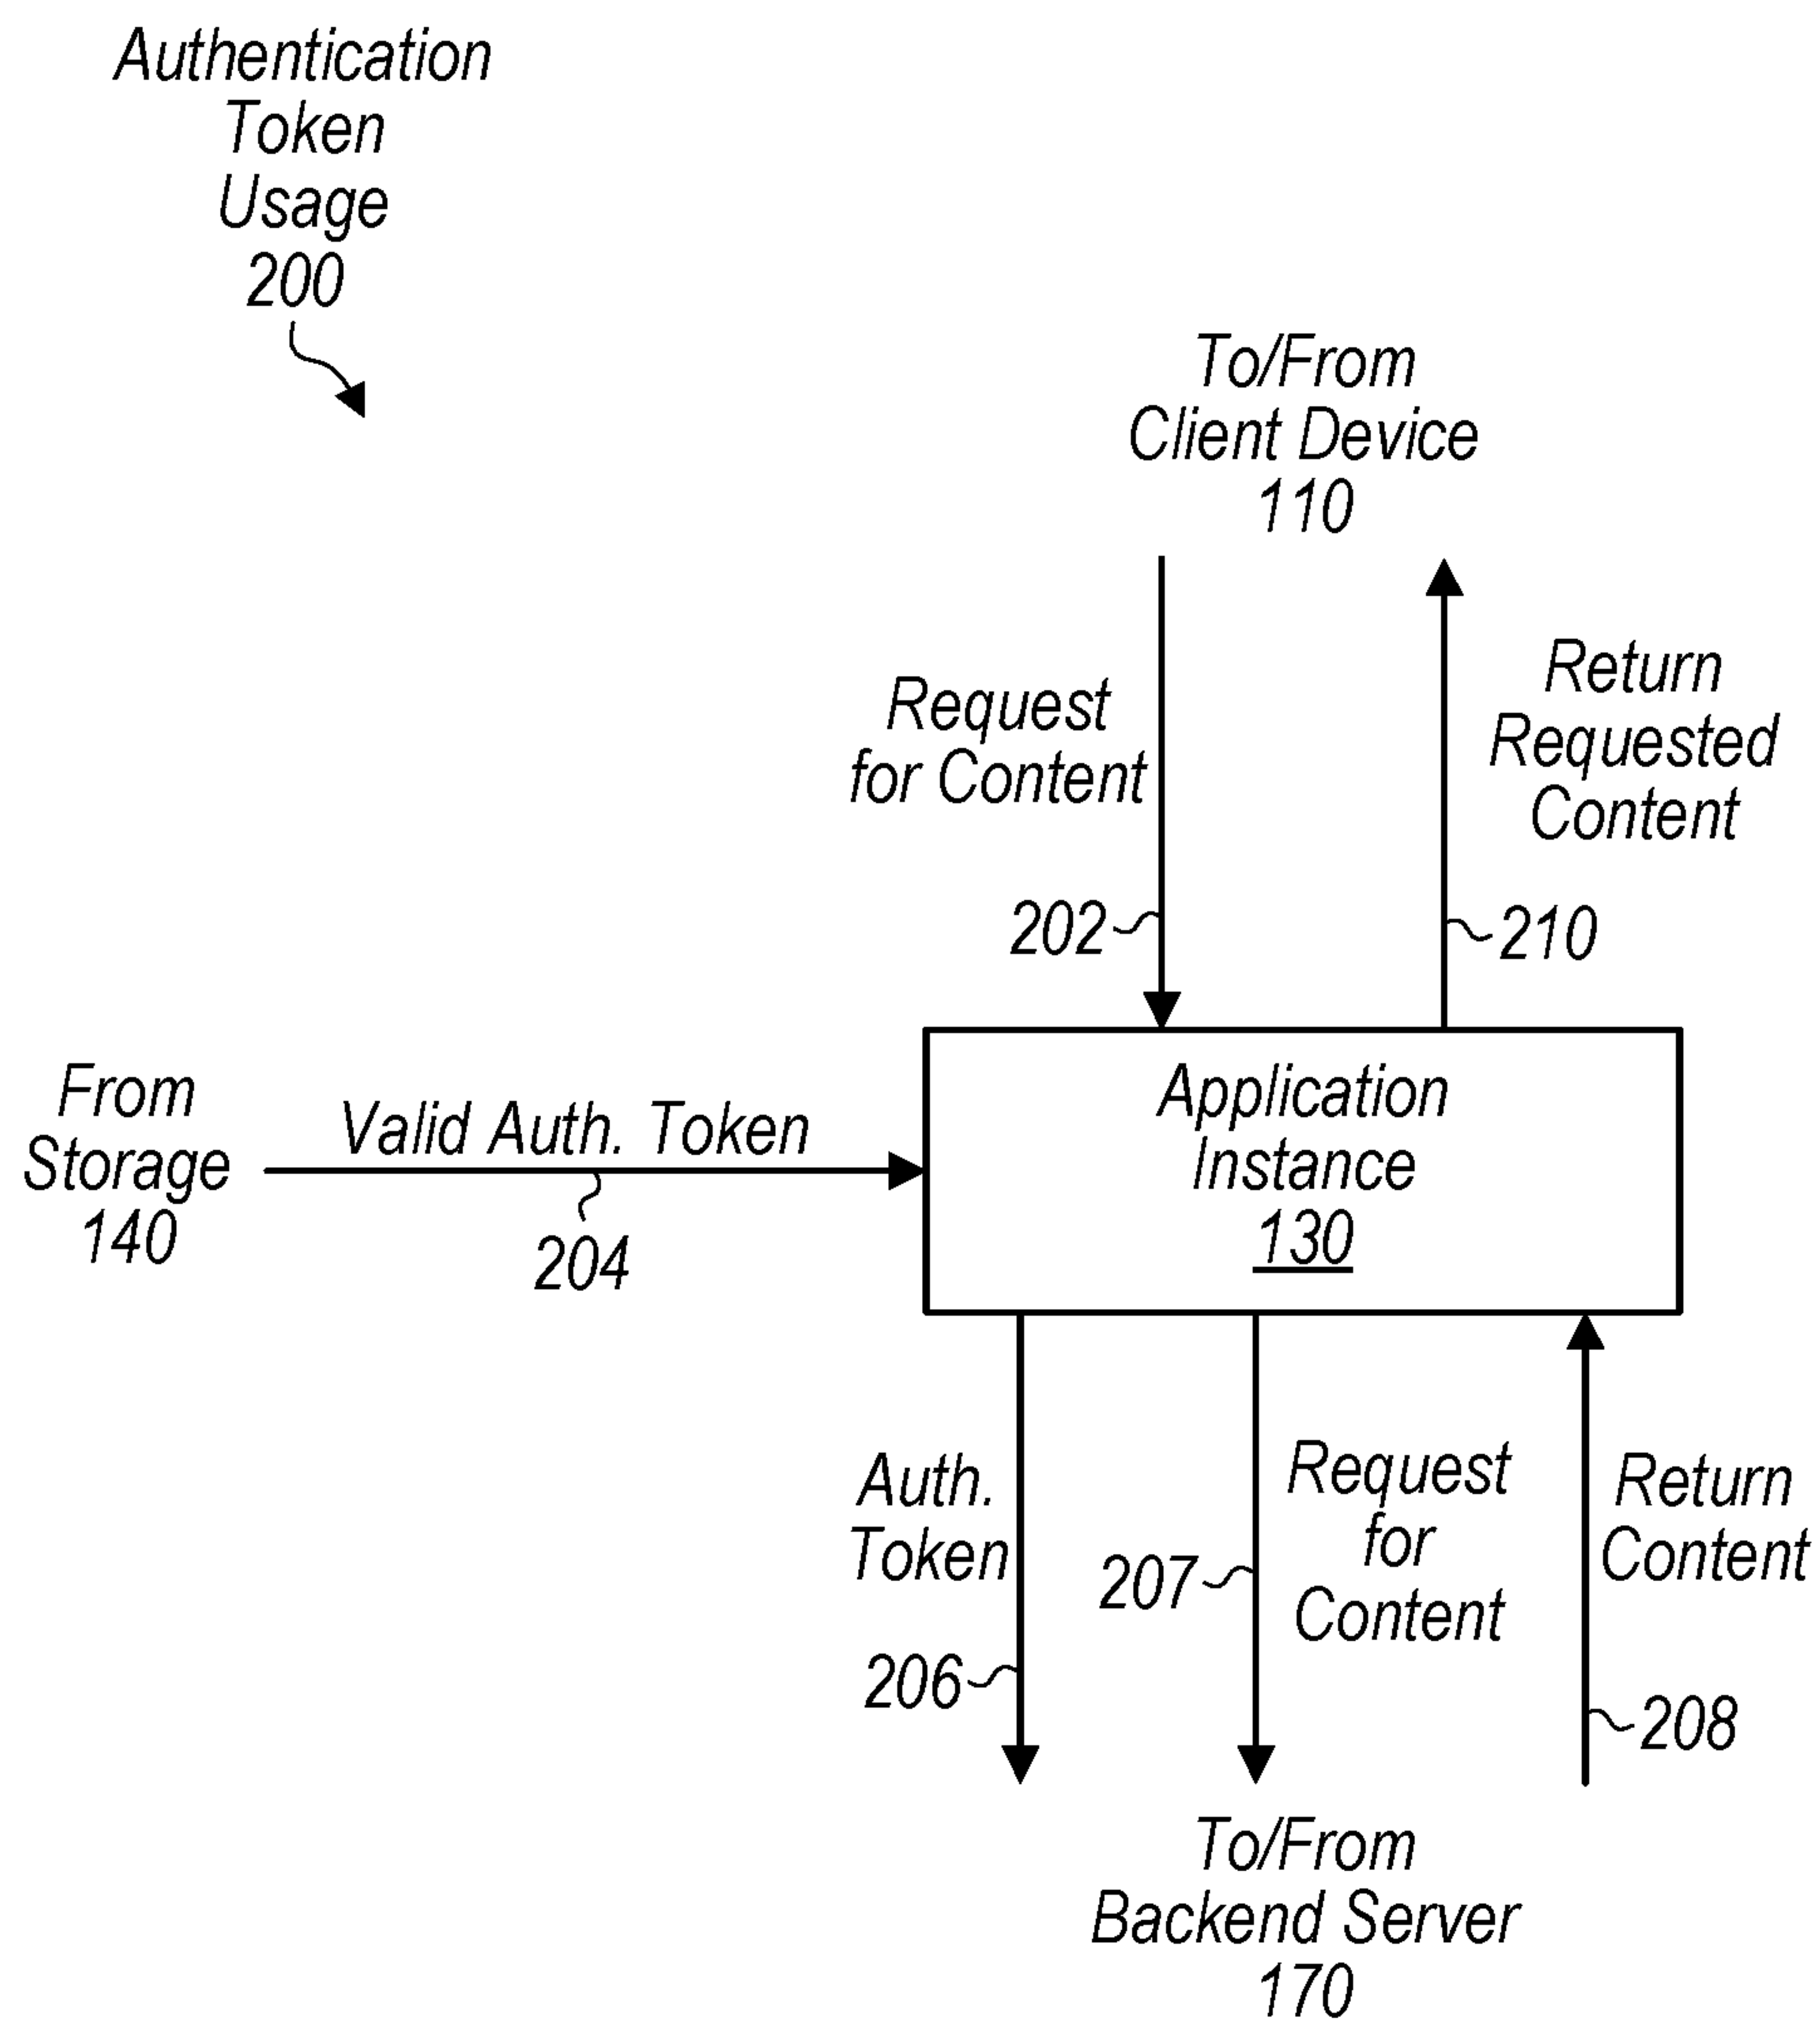 Authentication
Token
Usage
200
To/From
Client Device
110
Request
for Content
202
Return
Requested
Content
210
From
Storage
140
Valid Auth. Token
204
Application
Instance
130
Auth.
Token
206
207
Request
for
Content
Return
Content
208
To/From
Backend Server
170